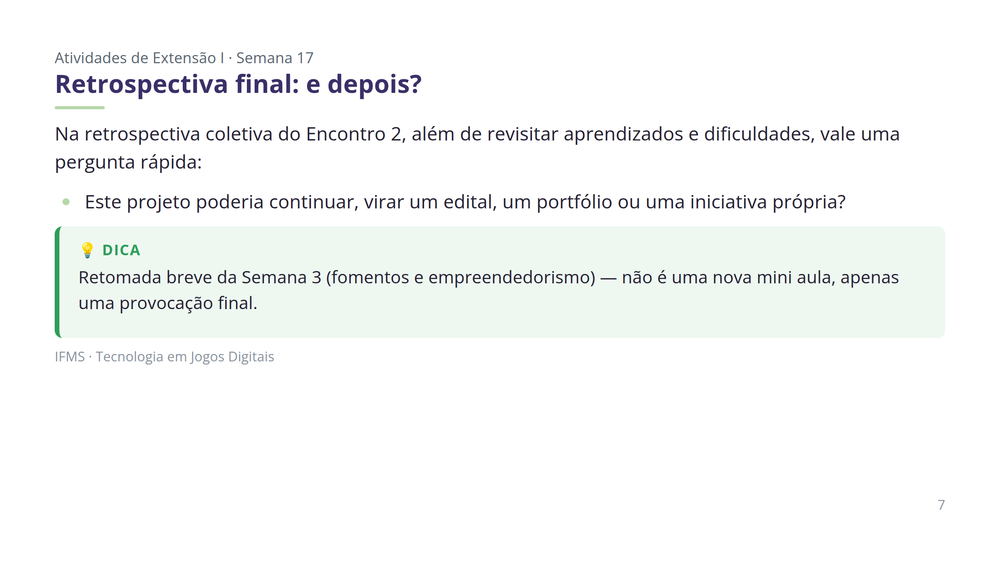 Atividades de Extensão I · Semana 17
Retrospectiva final: e depois?
Na retrospectiva coletiva do Encontro 2, além de revisitar aprendizados e dificuldades, vale uma
pergunta rápida:
• Este projeto poderia continuar, virar um edital, um portfólio ou uma iniciativa própria?
💡 DICA
Retomada breve da Semana 3 (fomentos e empreendedorismo) — não é uma nova mini aula, apenas
uma provocação final.
IFMS · Tecnologia em Jogos Digitais
7